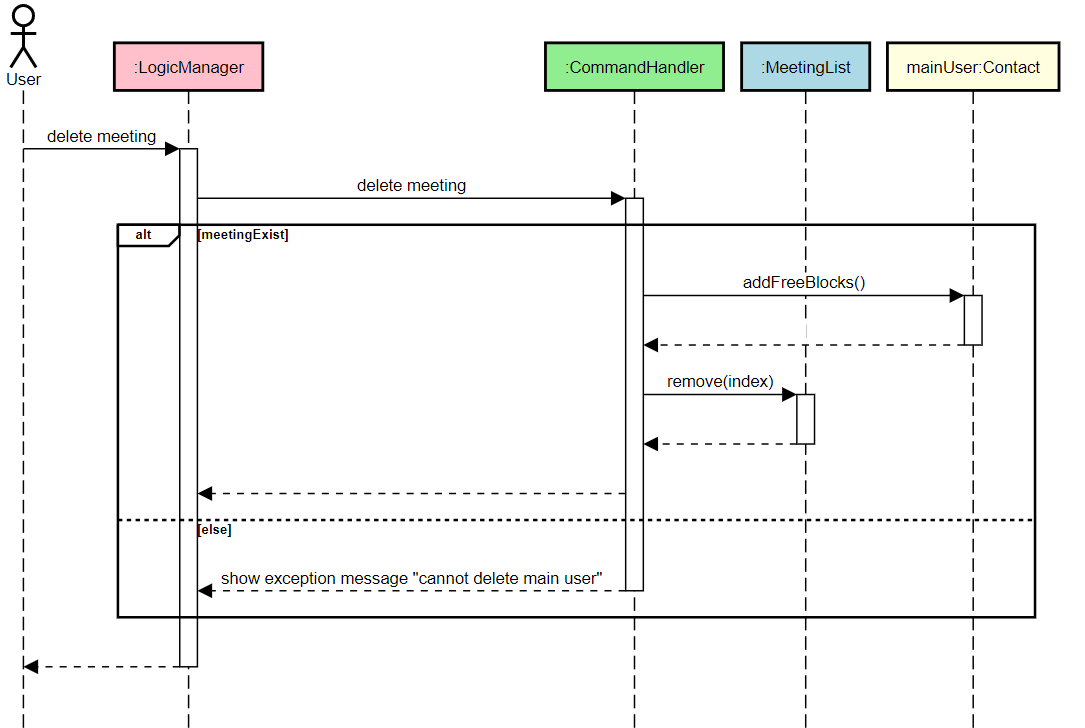 User
:LogicManager
:CommandHandler
:MeetingList
mainUser:Contact
delete meeting
delete meeting
alt
[meetingExist]
addFreeBlocks()
remove(index)
[else]
show exception message "cannot delete main user"